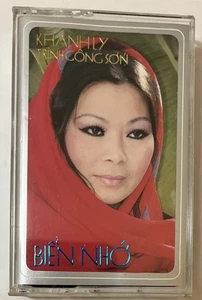 KHÁNH LY
TRỊNH CÔNG SƠN
BIỂN NHỚ